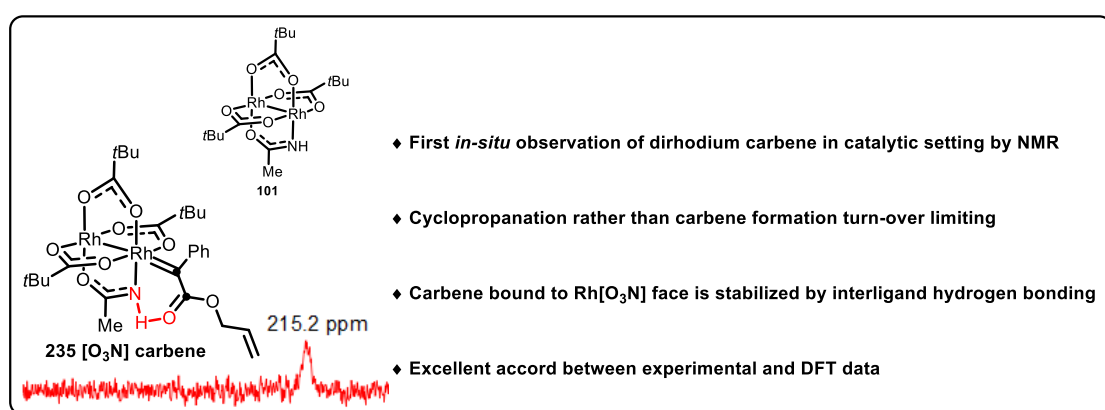 tBu
O
O
tBu
Rh
O
O
O
Rh
tBu
O
O
NH
Me
101
♦ First in-situ observation of dirhodium carbene in catalytic setting by NMR
tBu
O
O
tBu
Rh
O
O
O
Rh
Ph
tBu
O
O
N
O
Me
H
O
235 [O₃N] carbene
215.2 ppm
♦ Cyclopropanation rather than carbene formation turn-over limiting
♦ Carbene bound to Rh[O₃N] face is stabilized by interligand hydrogen bonding
♦ Excellent accord between experimental and DFT data